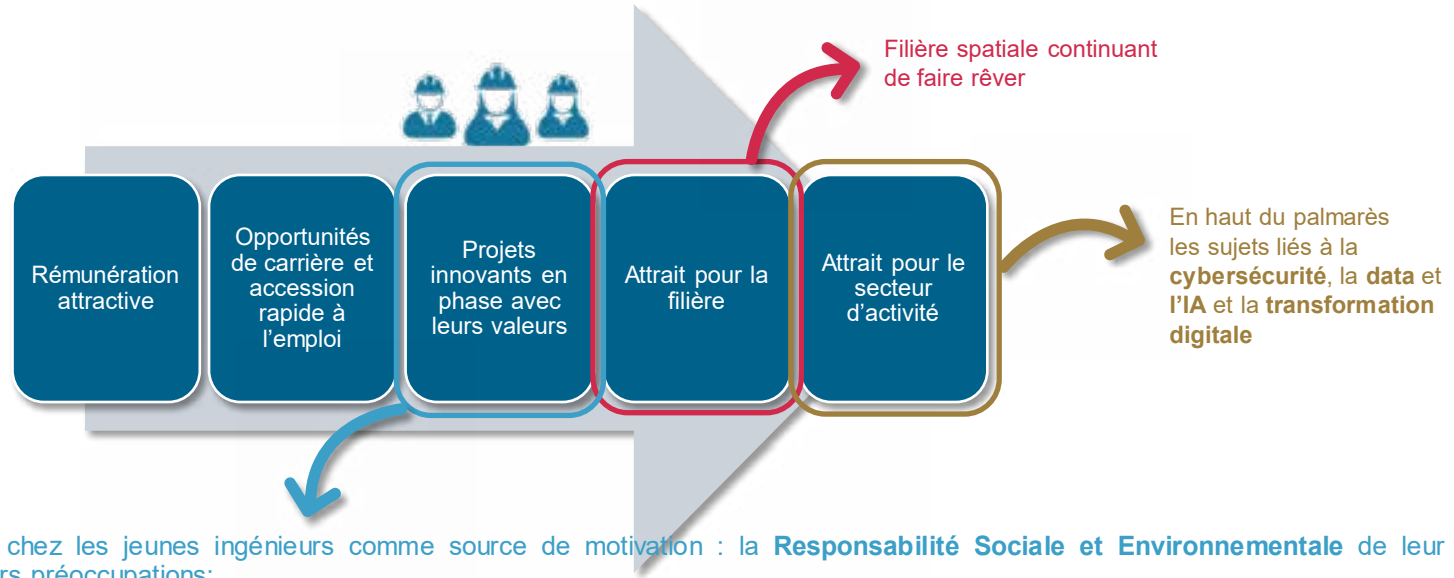 Filière spatiale continuant
de faire rêver
Rémunération
attractive
Opportunités
de carrière et
accession
rapide à
l’emploi
Projets
innovants en
phase avec
leurs valeurs
Attrait pour la
filière
Attrait pour le
secteur
d’activité
En haut du palmarès
les sujets liés à la
cybersécurité, la data et
l’IA et la transformation
digitale
chez les jeunes ingénieurs comme source de motivation : la Responsabilité Sociale et Environnementale de leur
préoccupations: